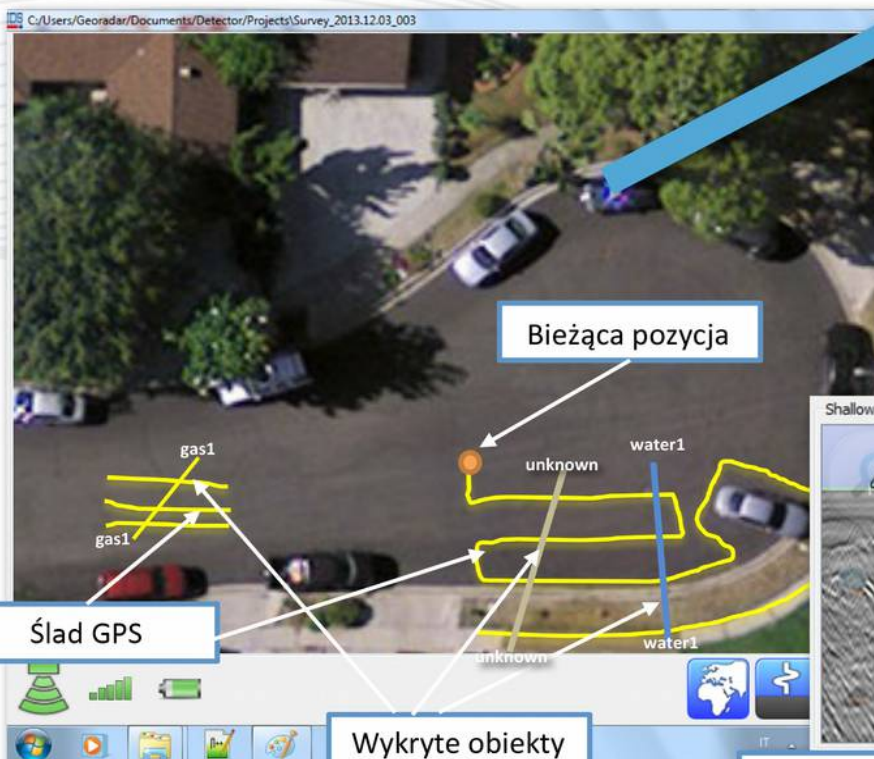 IDS C:/Users/Georadar/Documents/Detector/Projects\Survey_2013.12.03_003
Bieżąca pozycja
Shallow
gas1
unknown
water1
gas1
Ślad GPS
unknown
water1
Wykryte obiekty
IT